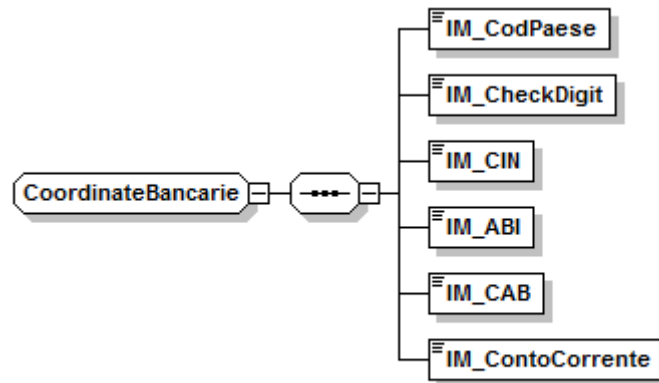 IM_CodPaese
IM_CheckDigit
IM_CIN
CoordinateBancarie
IM_ABI
IM_CAB
IM_ContoCorrente